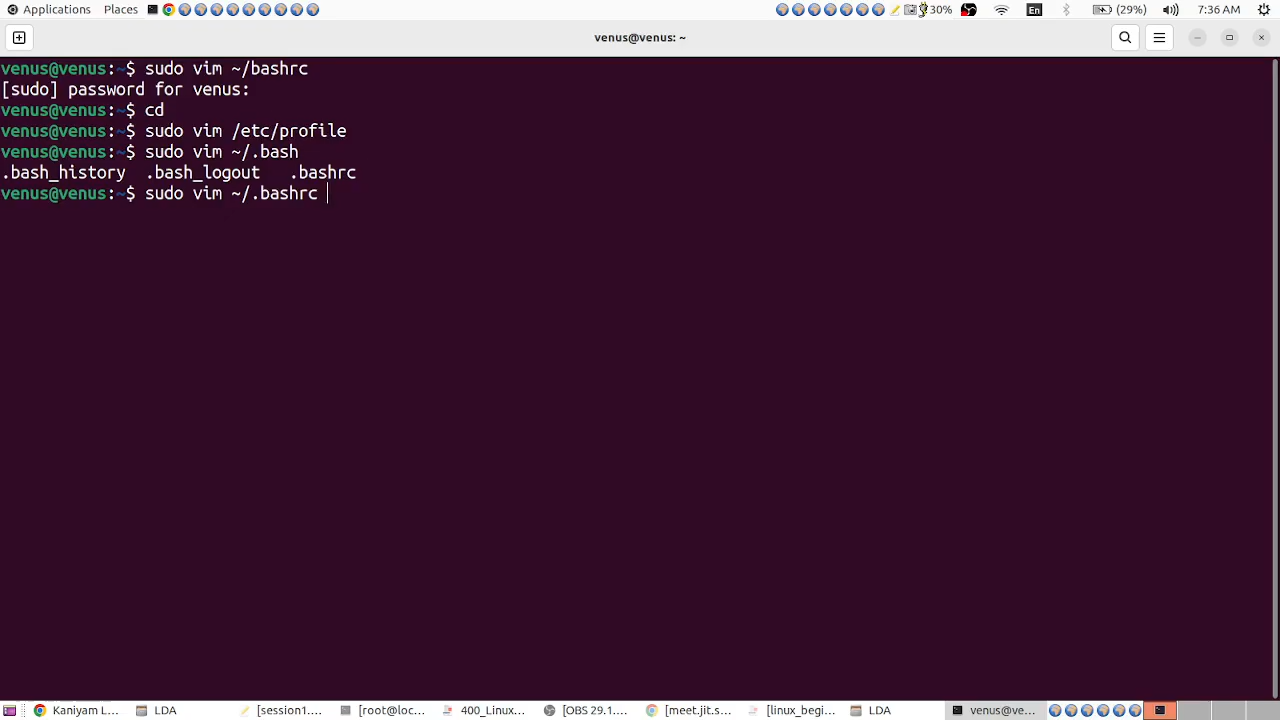 Applications Places 30% En (29%) 7:36 AM
venus@venus: ~
venus@venus:~$ sudo vim ~/bashrc
[sudo] password for venus:
venus@venus:~$ cd
venus@venus:~$ sudo vim /etc/profile
venus@venus:~$ sudo vim ~/.bash
.bash_history .bash_logout .bashrc
venus@venus:~$ sudo vim ~/.bashrc
Kaniyam L... LDA [session1.... [root@loc... 400_Linux... [OBS 29.1.... [meet.jit.s... [linux_begi... LDA venus@ve...